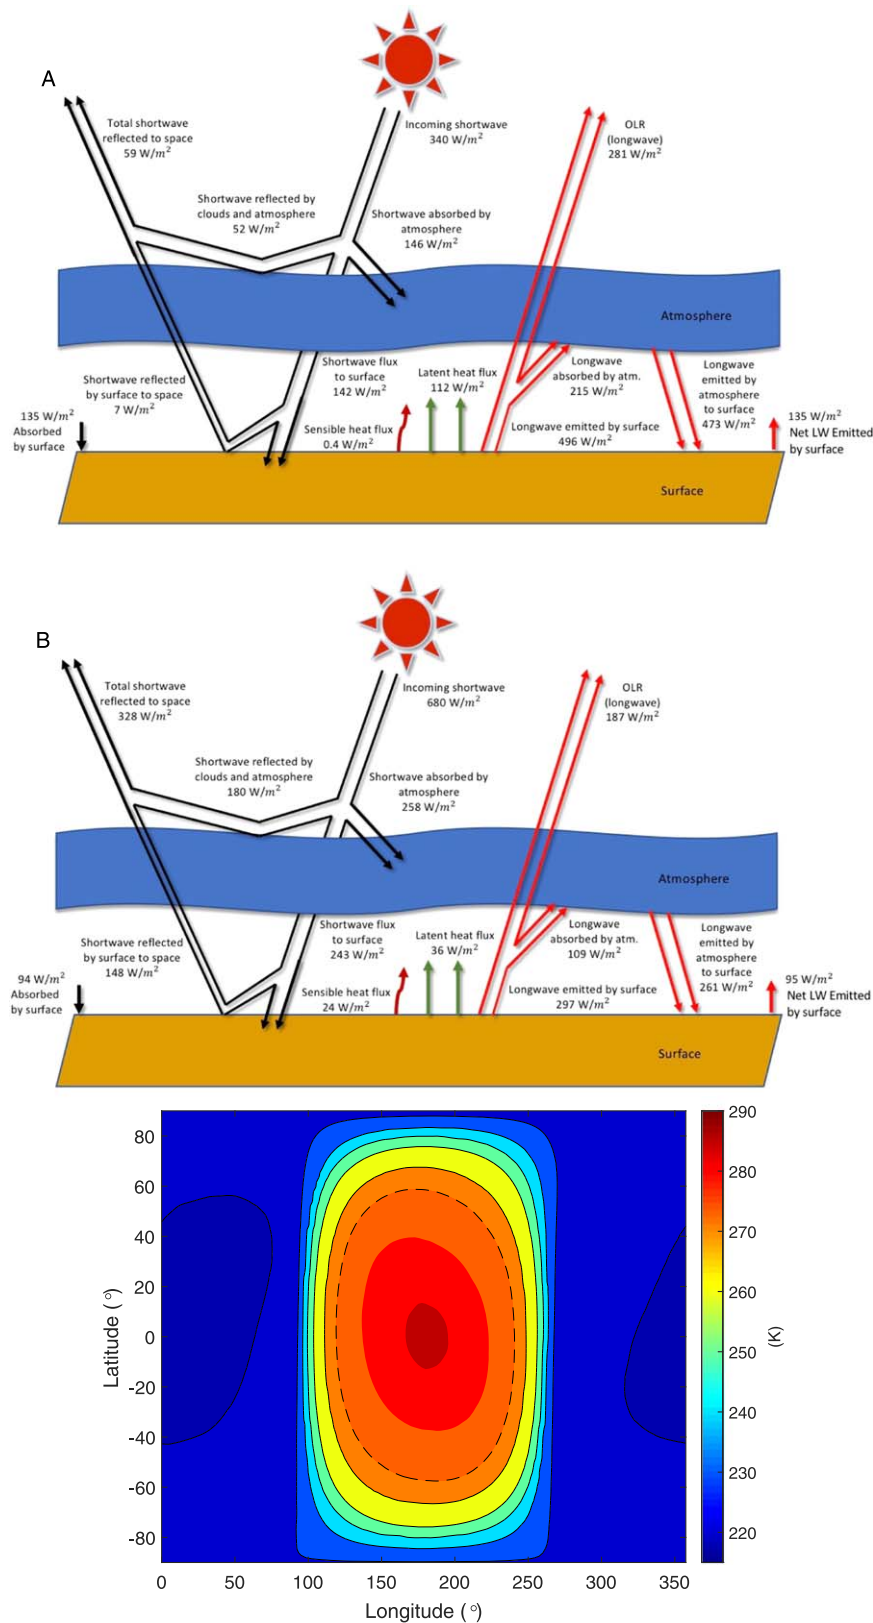 A
Total shortwave
reflected to space
59 W/m²
Incoming shortwave
340 W/m²
OLR
(longwave)
281 W/m²
Shortwave reflected by
clouds and atmosphere
52 W/m²
Shortwave absorbed by
atmosphere
146 W/m²
Atmosphere
Shortwave reflected
by surface to space
7 W/m²
Shortwave flux
to surface
142 W/m²
Latent heat flux
112 W/m²
Longwave
absorbed by atm.
215 W/m²
Longwave
emitted by
atmosphere
to surface
473 W/m²
135 W/m²
Absorbed
by surface
Sensible heat flux
0.4 W/m²
Longwave emitted by surface
496 W/m²
135 W/m²
Net LW Emitted
by surface
Surface
B
Total shortwave
reflected to space
328 W/m²
Incoming shortwave
680 W/m²
OLR
(longwave)
187 W/m²
Shortwave reflected by
clouds and atmosphere
180 W/m²
Shortwave absorbed by
atmosphere
258 W/m²
Atmosphere
Shortwave reflected
by surface to space
148 W/m²
Shortwave flux
to surface
243 W/m²
Latent heat flux
36 W/m²
Longwave
absorbed by atm.
109 W/m²
Longwave
emitted by
atmosphere
to surface
261 W/m²
94 W/m²
Absorbed
by surface
Sensible heat flux
24 W/m²
Longwave emitted by surface
297 W/m²
95 W/m²
Net LW Emitted
by surface
Surface
80
60
40
20
0
-20
-40
-60
-80
Latitude (°)
0 50 100 150 200 250 300 350
Longitude (°)
290
280
270
260
250
240
230
220
(K)